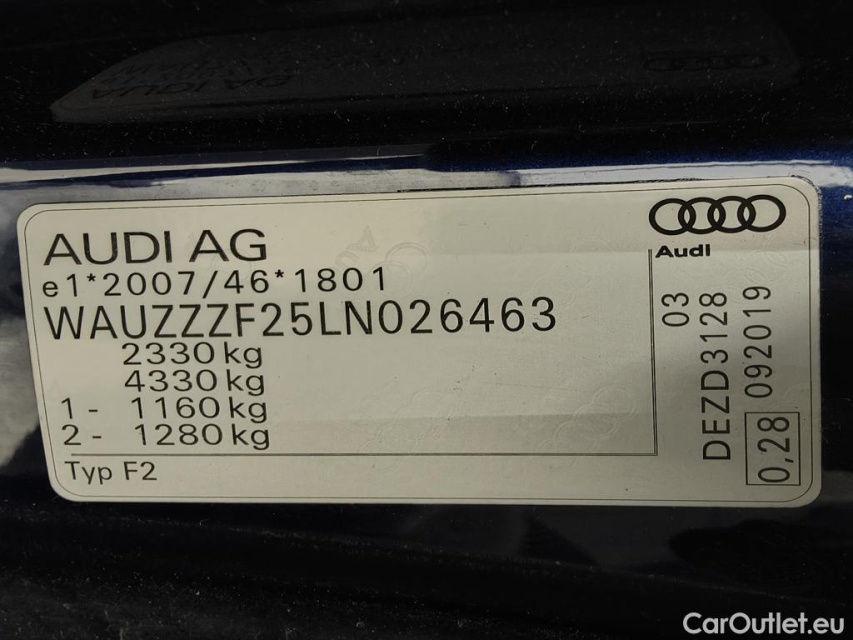 AUDI AG
e1*2007/46*1801
WAUZZZF25LN026463
2330 kg
4330 kg
1 - 1160 kg
2 - 1280 kg
Typ F2
Audi
03
DEZD3128
092019
0,28
CarOutlet.eu